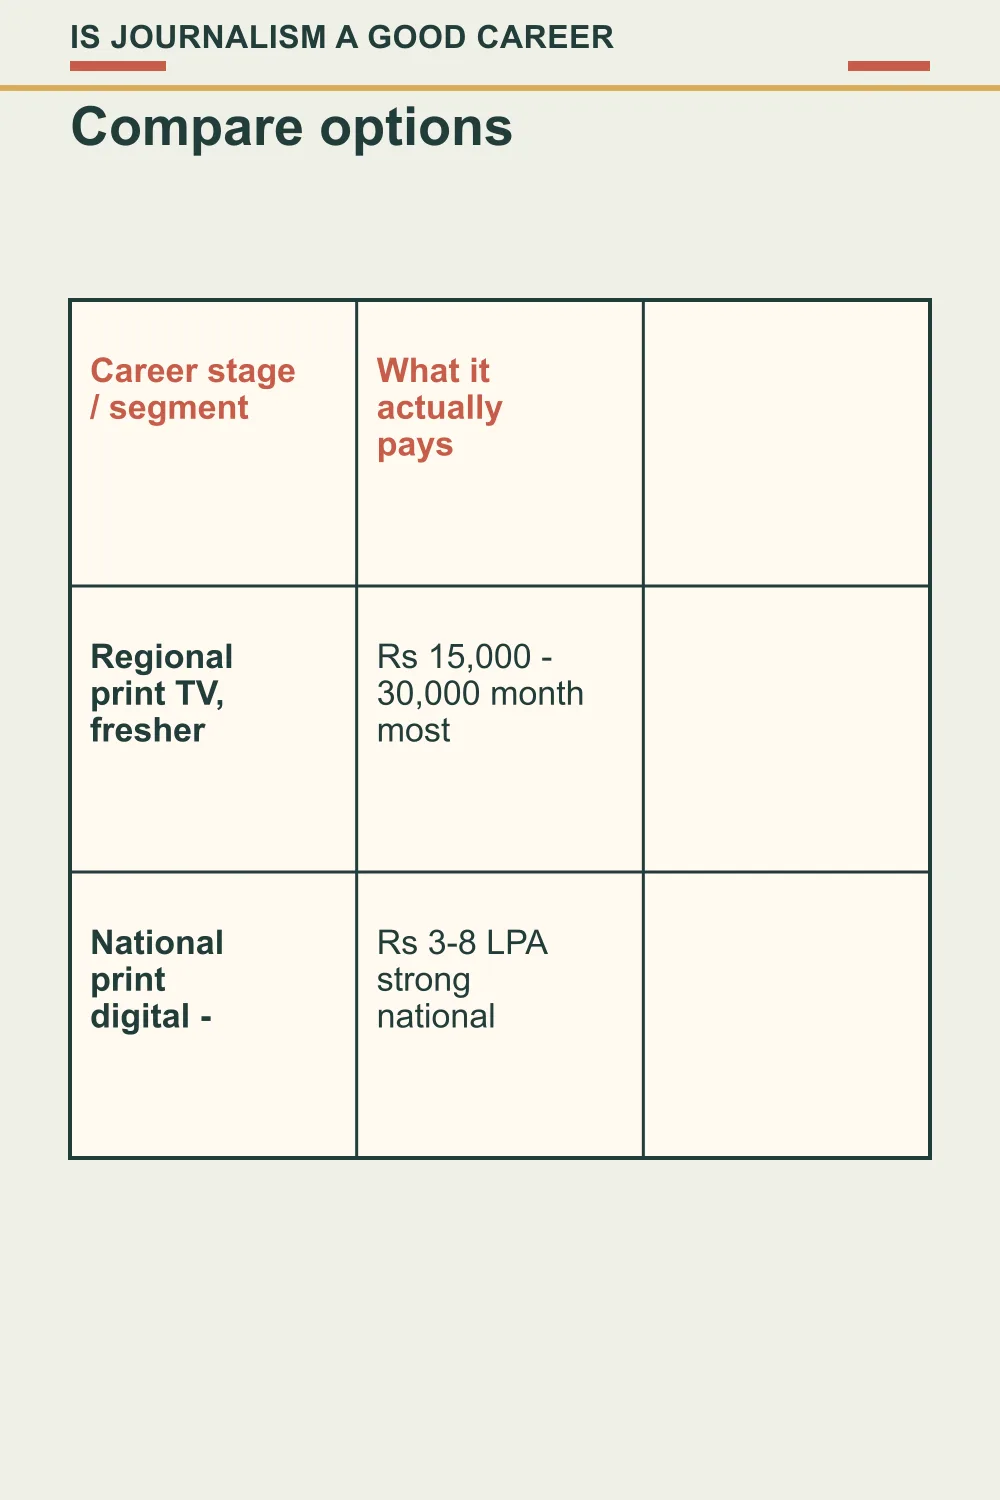 IS JOURNALISM A GOOD CAREER
Compare options
Career stage
/ segment
What it
actually
pays
Regional
print TV,
fresher
Rs 15,000 -
30,000 month
most
National
print
digital -
Rs 3-8 LPA
strong
national